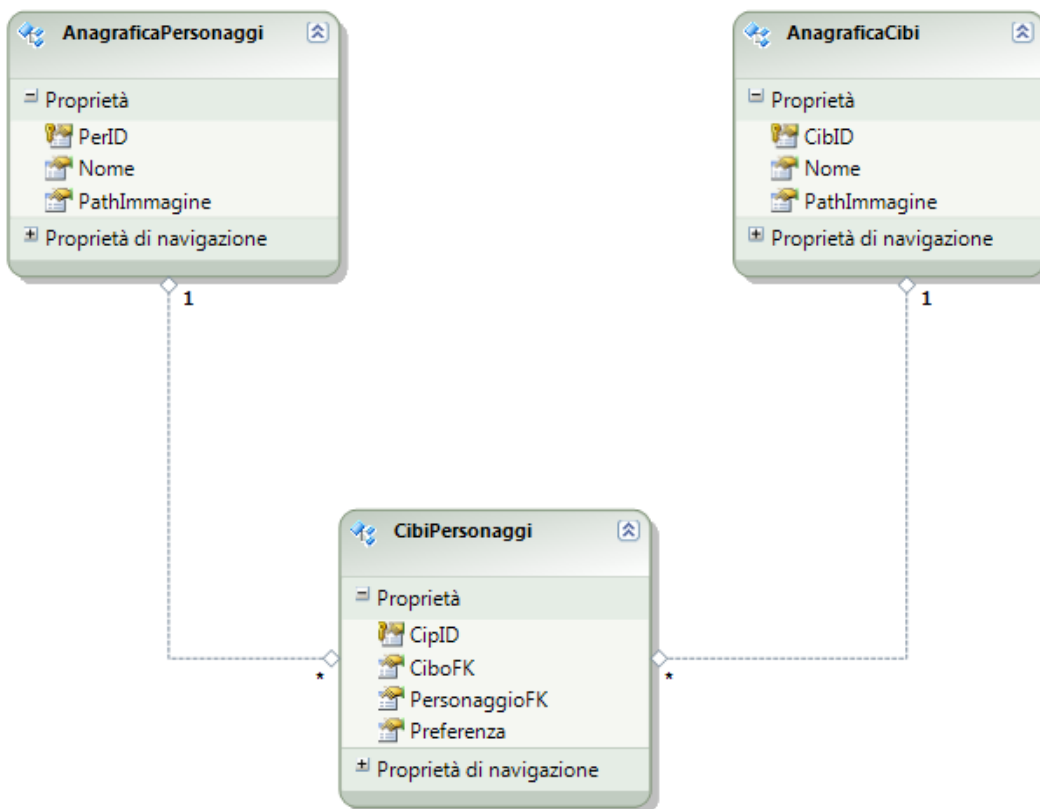 AnagraficaPersonaggi
Proprietà
PerID
Nome
PathImmagine
Proprietà di navigazione
1
AnagraficaCibi
Proprietà
CibID
Nome
PathImmagine
Proprietà di navigazione
1
CibiPersonaggi
Proprietà
CipID
CiboFK
PersonaggioFK
Preferenza
Proprietà di navigazione
*
*